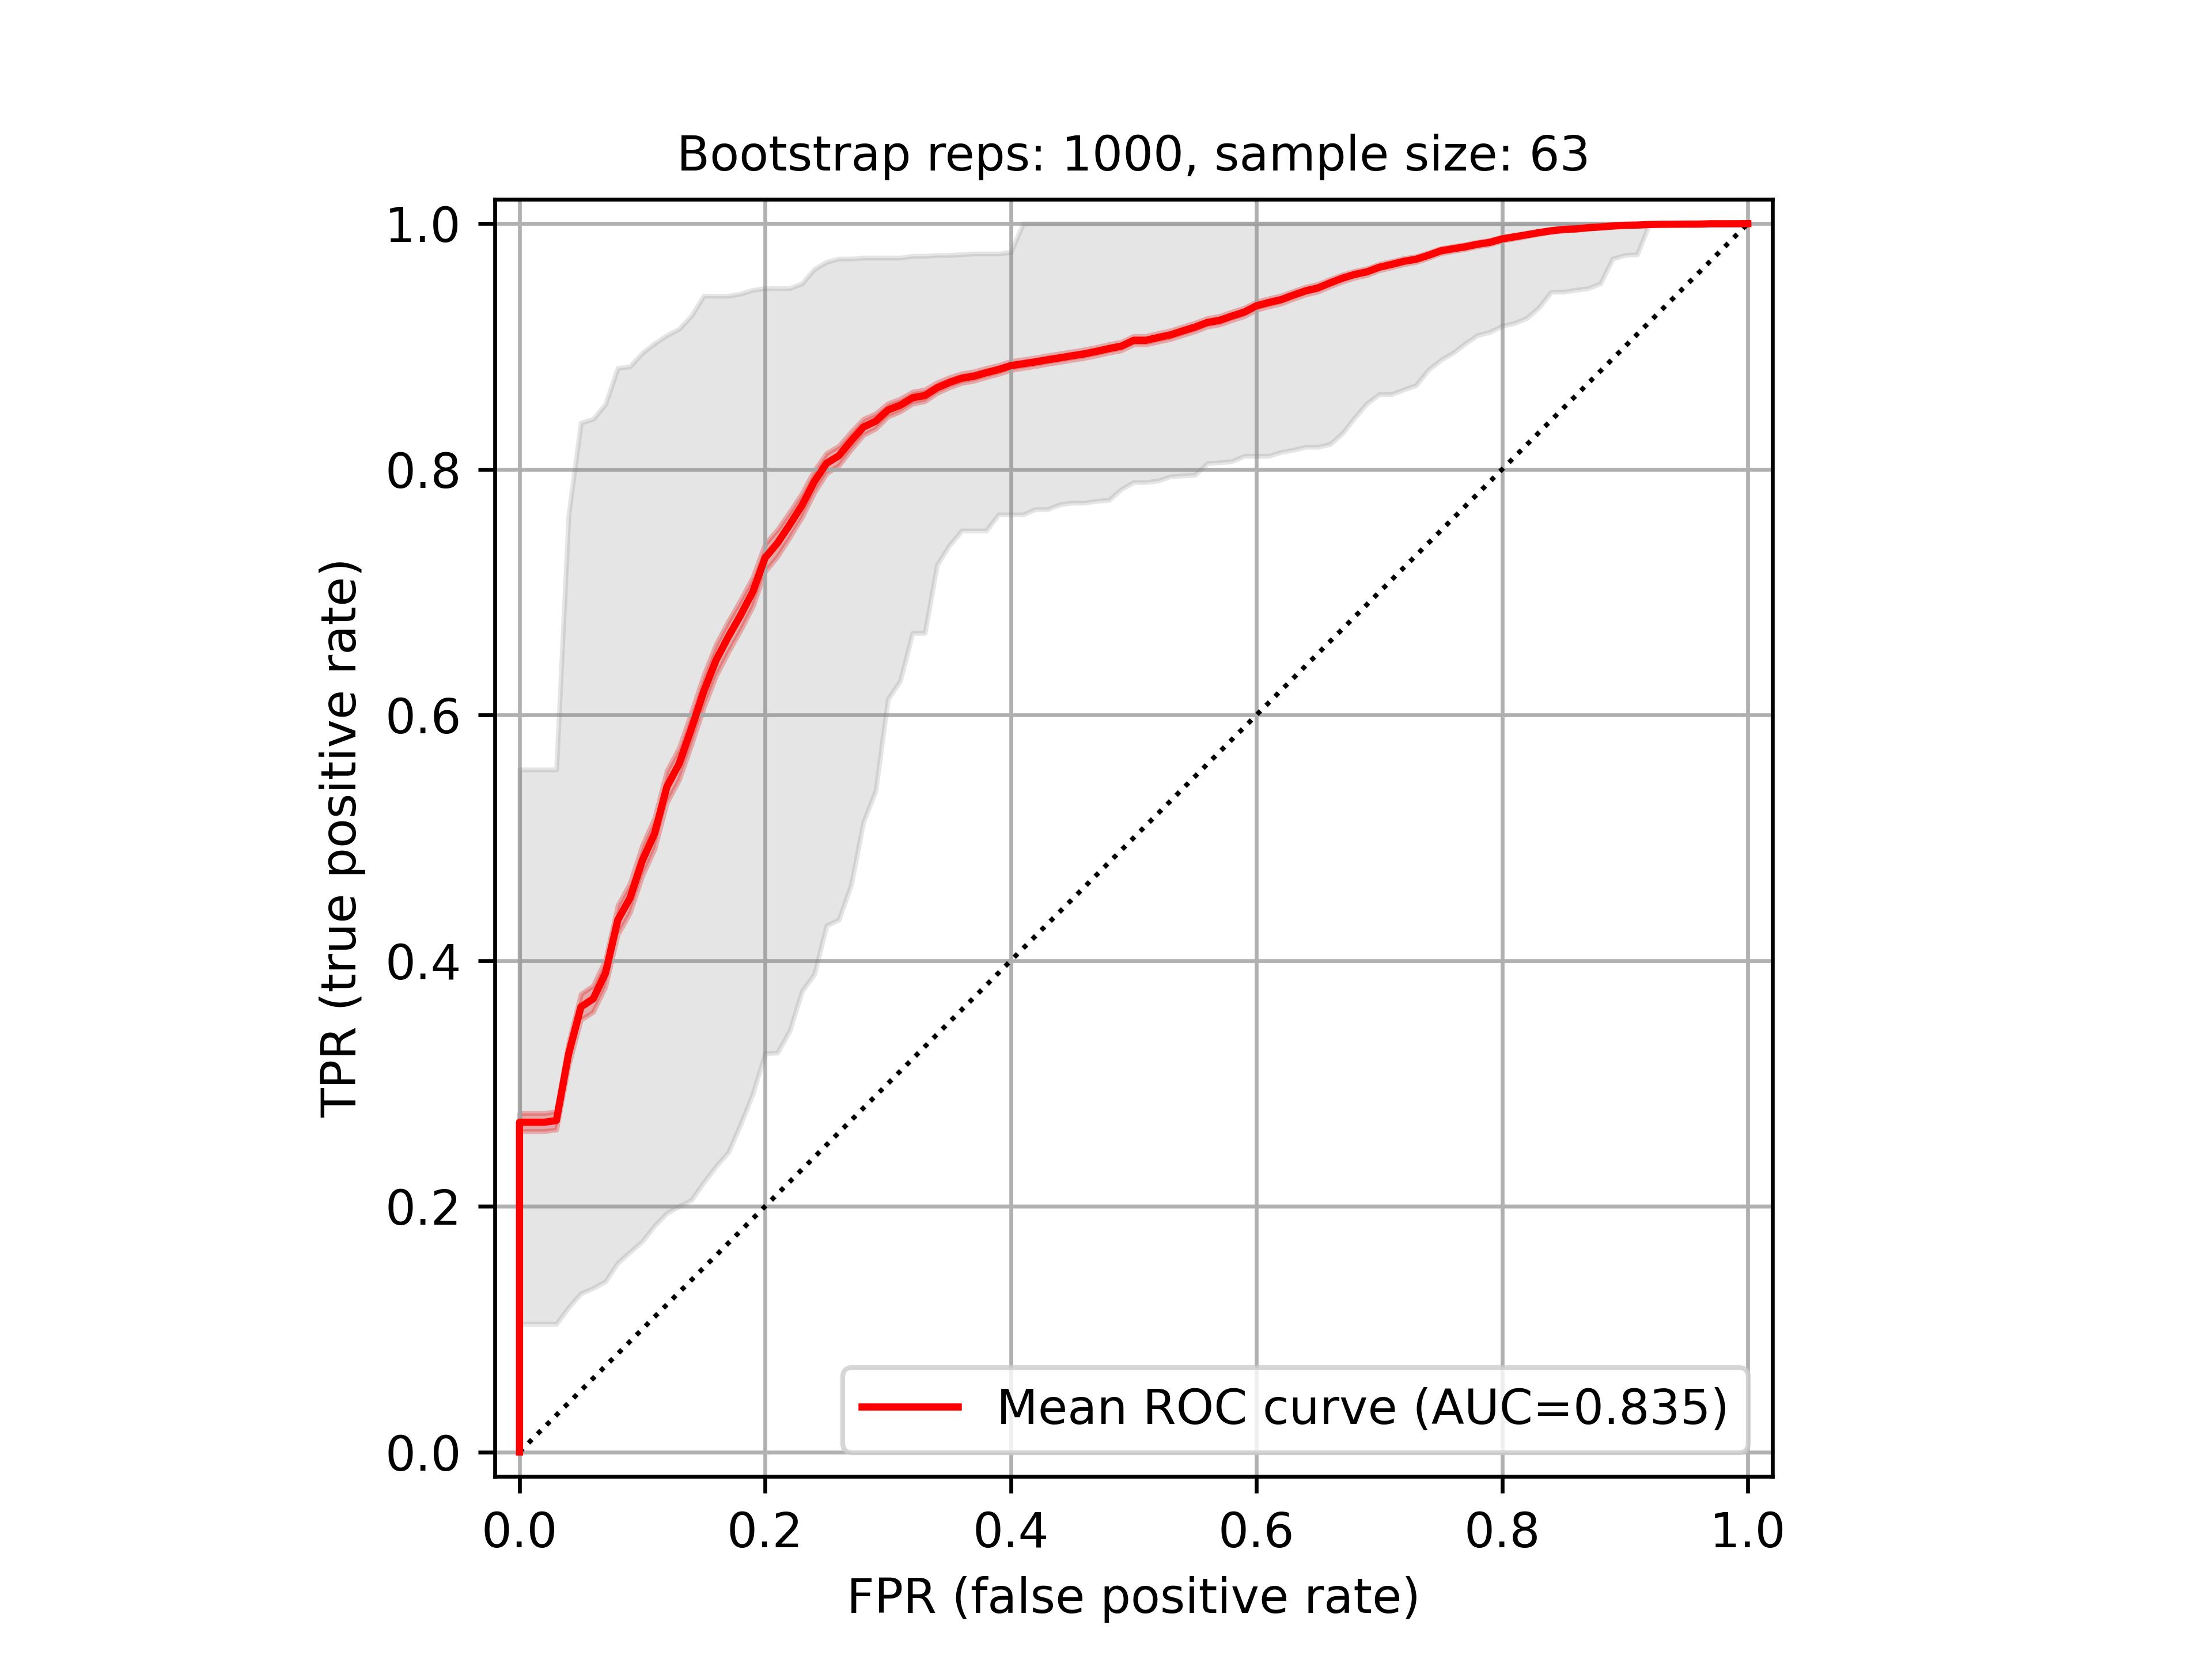 Bootstrap reps: 1000, sample size: 63
1.0
0.8
0.6
0.4
0.2
0.0
TPR (true positive rate)
Mean ROC curve (AUC=0.835)
0.0 0.2 0.4 0.6 0.8 1.0
FPR (false positive rate)